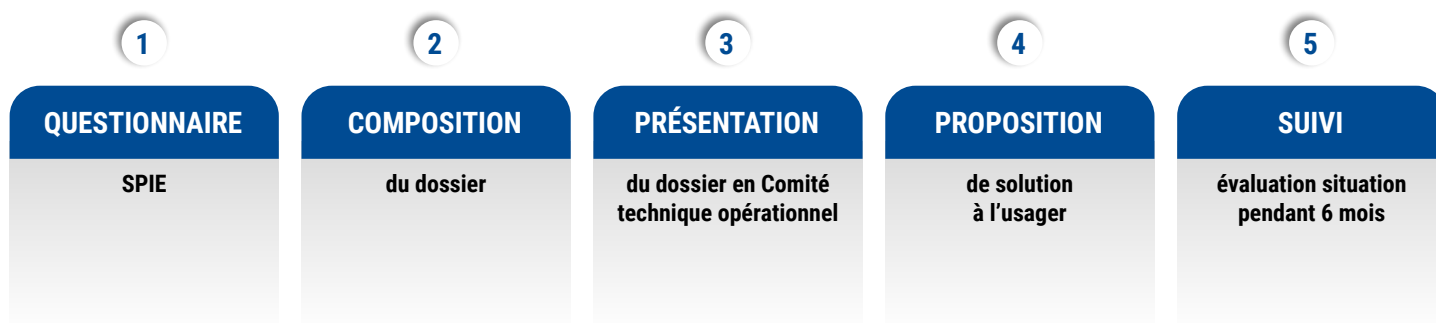 1
QUESTIONNAIRE
SPIE
2
COMPOSITION
du dossier
3
PRÉSENTATION
du dossier en Comité
technique opérationnel
4
PROPOSITION
de solution
à l’usager
5
SUIVI
évaluation situation
pendant 6 mois